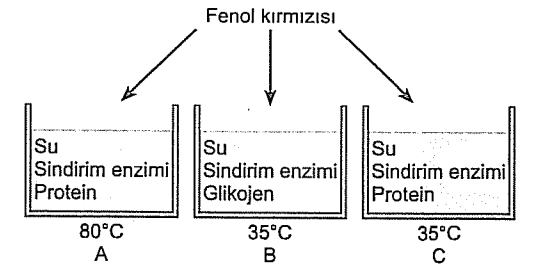 Fenol kırmızısı
Su
Sindirim enzimi
Protein
80°C
A
Su
Sindirim enzimi
Glikojen
35°C
B
Su
Sindirim enzimi
Protein
35°C
C